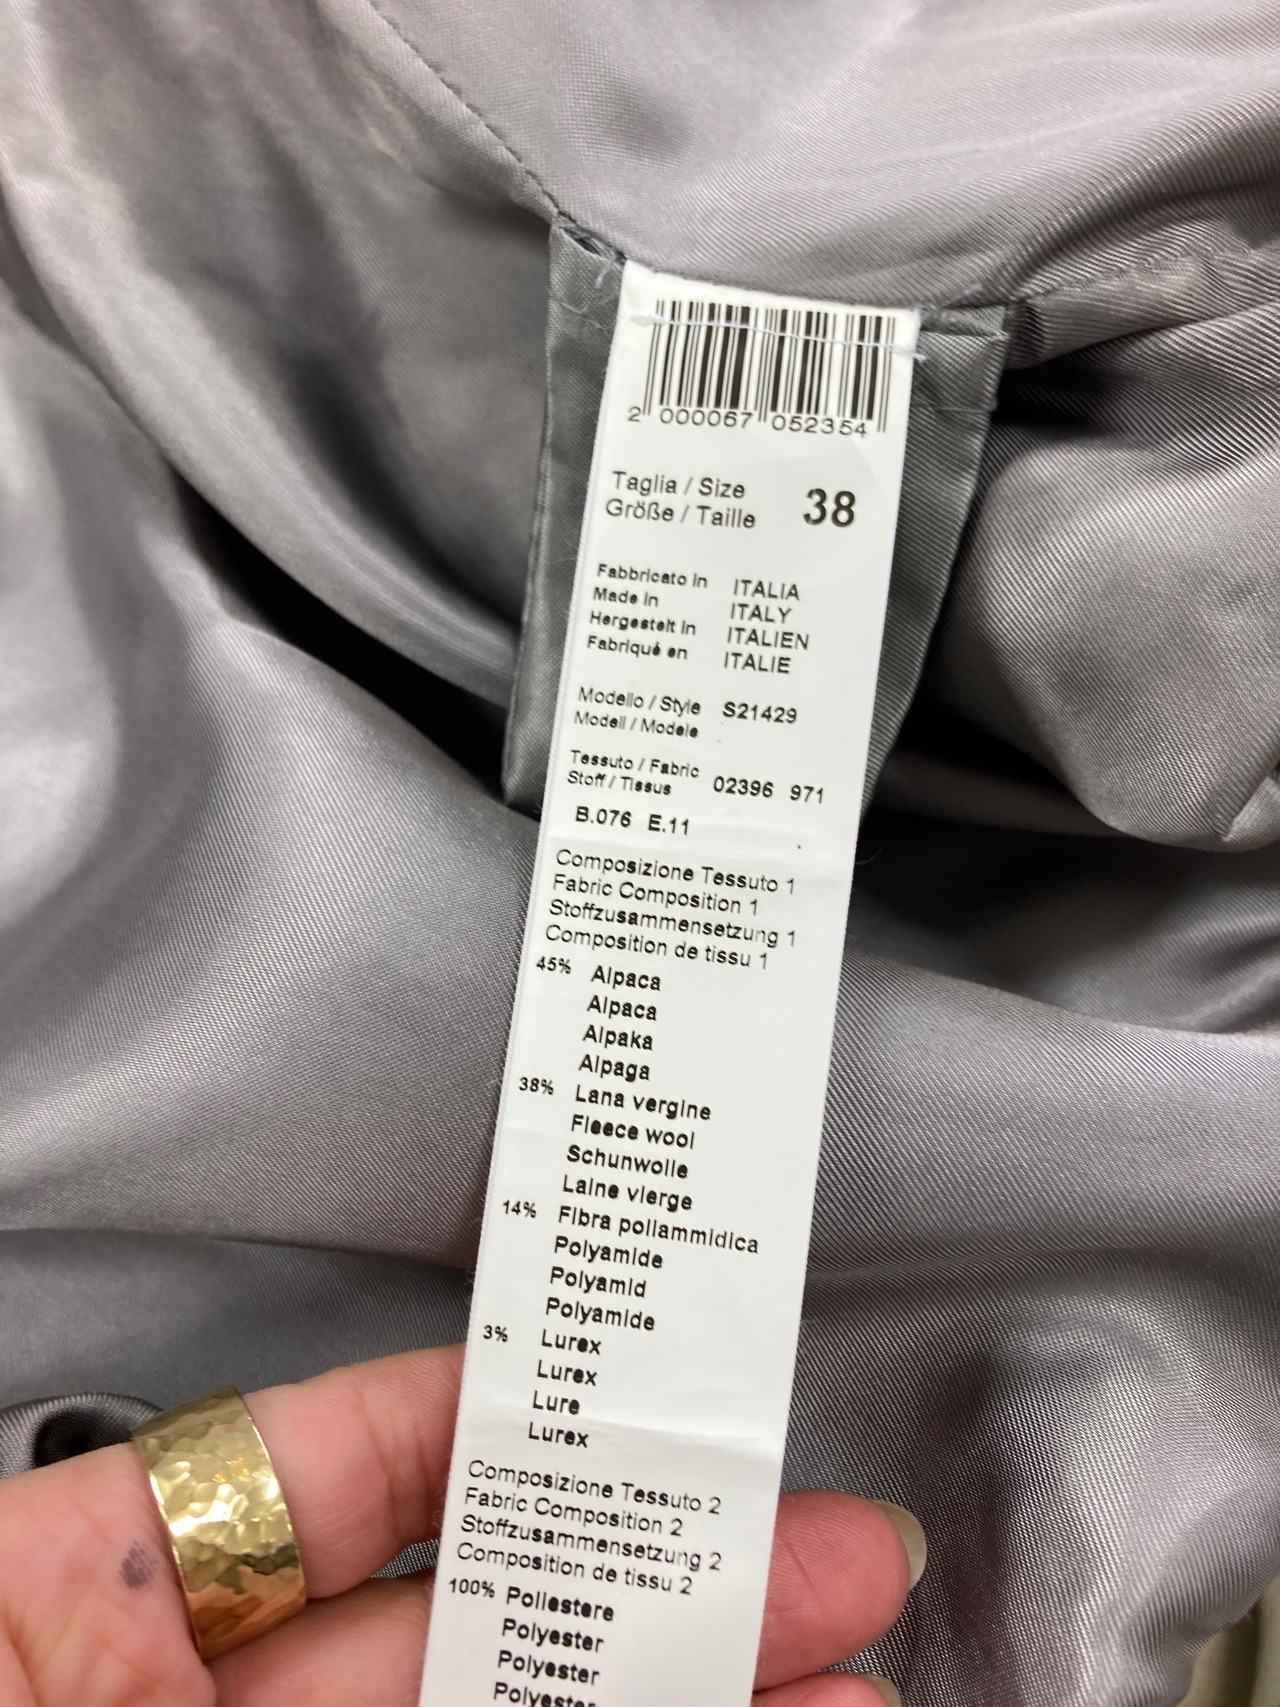 2 000067 052354
Taglia / Size 38
Größe / Taille
Fabbricato in ITALIA
Made in ITALY
Hergestelt in ITALIEN
Fabriqué en ITALIE
Modello / Style S21429
Modell / Modele
Tessuto / Fabric 02396 971
Stoff / Tissus
B.076 E.11
Composizione Tessuto 1
Fabric Composition 1
Stoffzusammensetzung 1
Composition de tissu 1
45% Alpaca
Alpaca
Alpaka
Alpaga
38% Lana vergine
Fleece wool
Schunwolle
Laine vierge
14% Fibra poliammidica
Polyamide
Polyamid
Polyamide
3% Lurex
Lurex
Lure
Lurex
Composizione Tessuto 2
Fabric Composition 2
Stoffzusammensetzung 2
Composition de tissu 2
100% Poliestere
Polyester
Polyester
Polyester